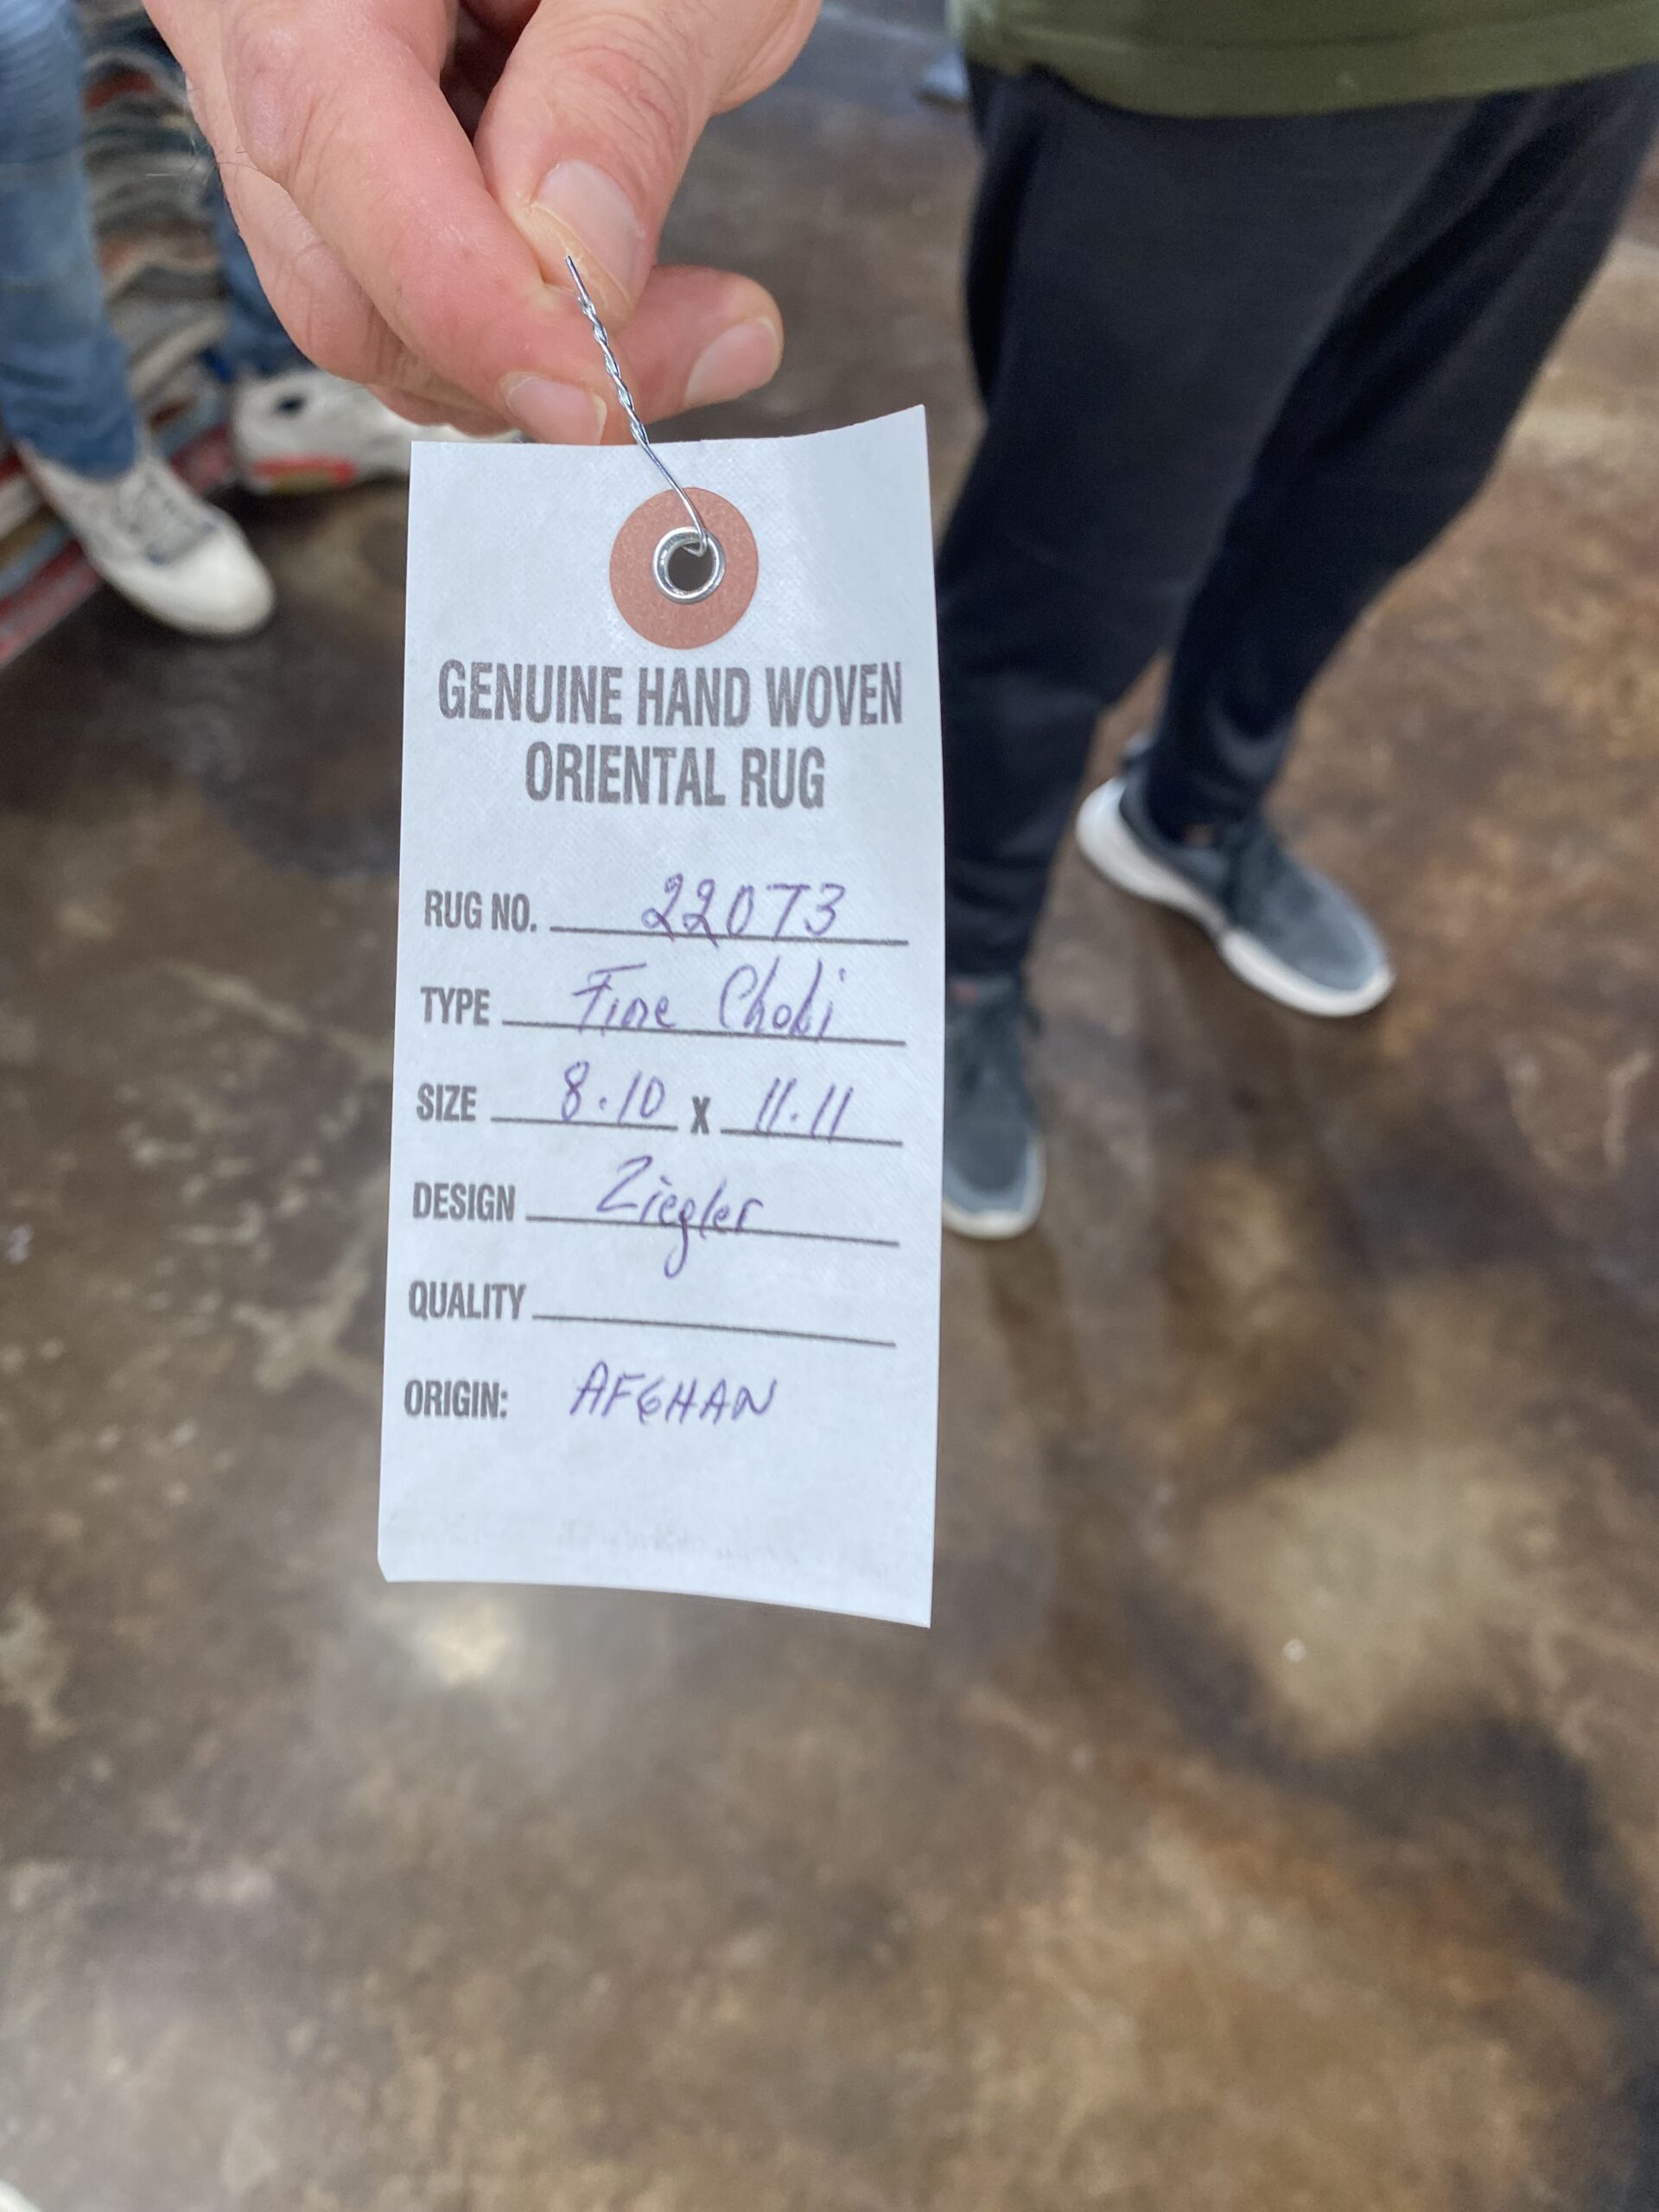 GENUINE HAND WOVEN
ORIENTAL RUG
RUG NO. 22073
TYPE Fine Chobi
SIZE 8.10 X 11.11
DESIGN Ziegler
QUALITY
ORIGIN: AFGHAN